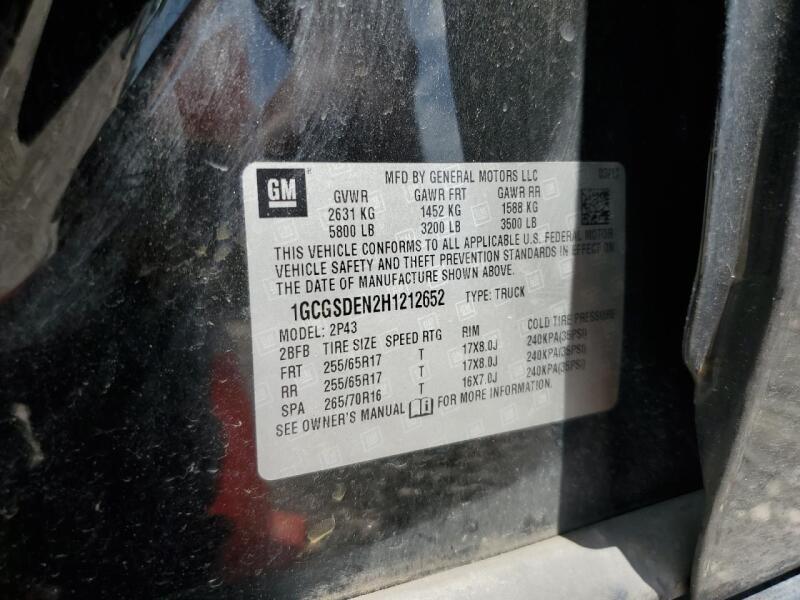 GM MFD BY GENERAL MOTORS LLC 03/17
GVWR GAWR FRT GAWR RR
2631 KG 1452 KG 1588 KG
5800 LB 3200 LB 3500 LB
THIS VEHICLE CONFORMS TO ALL APPLICABLE U.S. FEDERAL MOTOR
VEHICLE SAFETY AND THEFT PREVENTION STANDARDS IN EFFECT ON
THE DATE OF MANUFACTURE SHOWN ABOVE.
1GCGSDEN2H1212652 TYPE: TRUCK
MODEL: 2P43
2BFB TIRE SIZE SPEED RTG RIM COLD TIRE PRESSURE
FRT 255/65R17 T 17X8.0J 240KPA(35PSI)
RR 255/65R17 T 17X8.0J 240KPA(35PSI)
SPA 265/70R16 T 16X7.0J 240KPA(35PSI)
SEE OWNER'S MANUAL FOR MORE INFORMATION.